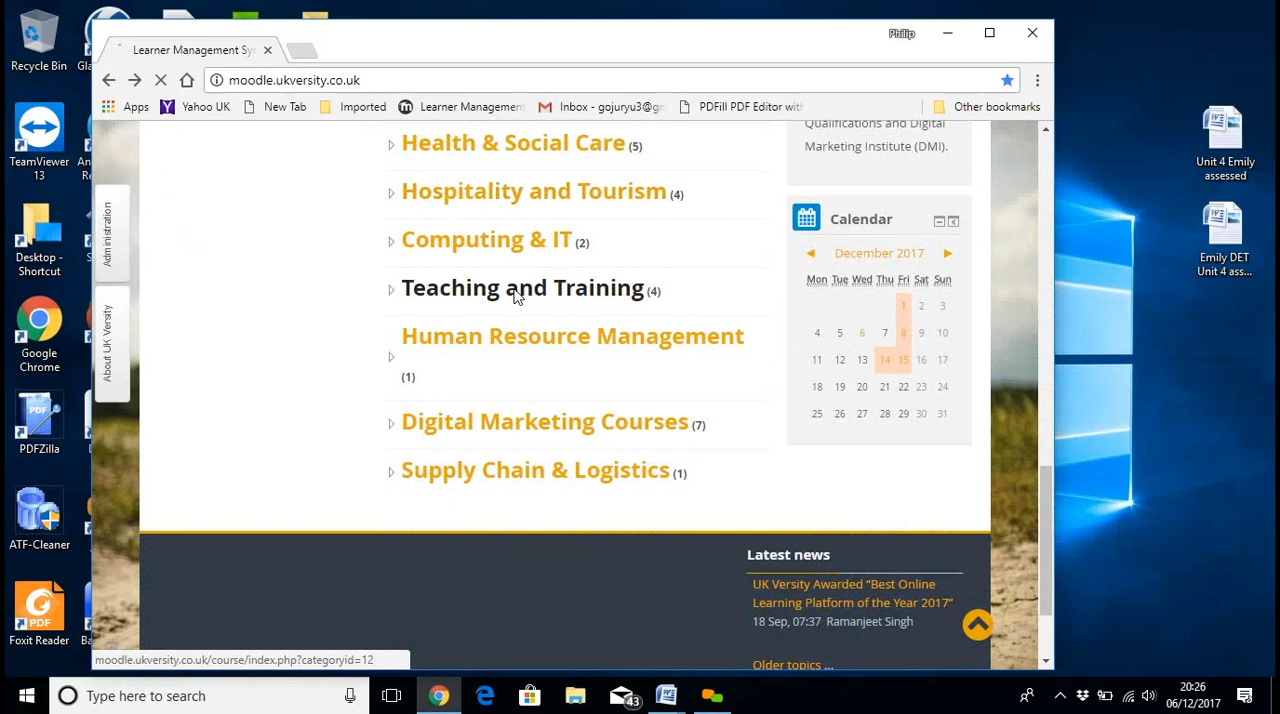 Philip
Learner Management Sy
moodle.ukversity.co.uk
Apps
Yahoo UK
New Tab
Imported
Learner Management
Inbox - gojuryu3@g
PDFill PDF Editor wit
Other bookmarks
Recycle Bin
TeamViewer 13
Desktop - Shortcut
Google Chrome
PDFZilla
ATF-Cleaner
Foxit Reader
Administration
About UK Versity
Health & Social Care (5)
Hospitality and Tourism (4)
Computing & IT (2)
Teaching and Training (4)
Human Resource Management
(1)
Digital Marketing Courses (7)
Supply Chain & Logistics (1)
Qualifications and Digital
Marketing Institute (DMI).
Calendar
December 2017
Mon Tue Wed Thu Fri Sat Sun
1 2 3
4 5 6 7 8 9 10
11 12 13 14 15 16 17
18 19 20 21 22 23 24
25 26 27 28 29 30 31
Latest news
UK Versity Awarded “Best Online
Learning Platform of the Year 2017”
18 Sep, 07:37 Ramanjeet Singh
Older topics ...
moodle.ukversity.co.uk/course/index.php?categoryid=12
Unit 4 Emily
assessed
Emily DET
Unit 4 ass...
Type here to search
43
20:26
06/12/2017